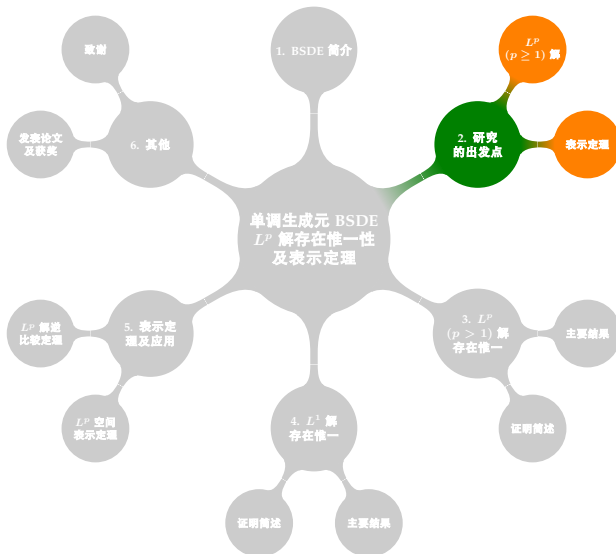 单调生成元 BSDE
L^p 解存在惟一性
及表示定理
1. BSDE 简介
2. 研究
的出发点
L^p
(p ≥ 1) 解
表示定理
3. L^p
(p > 1) 解
存在惟一
主要结果
证明简述
4. L^1 解
存在惟一
主要结果
证明简述
5. 表示定
理及应用
L^p 空间
表示定理
L^p 解逆
比较定理
6. 其他
发表论文
及获奖
致谢